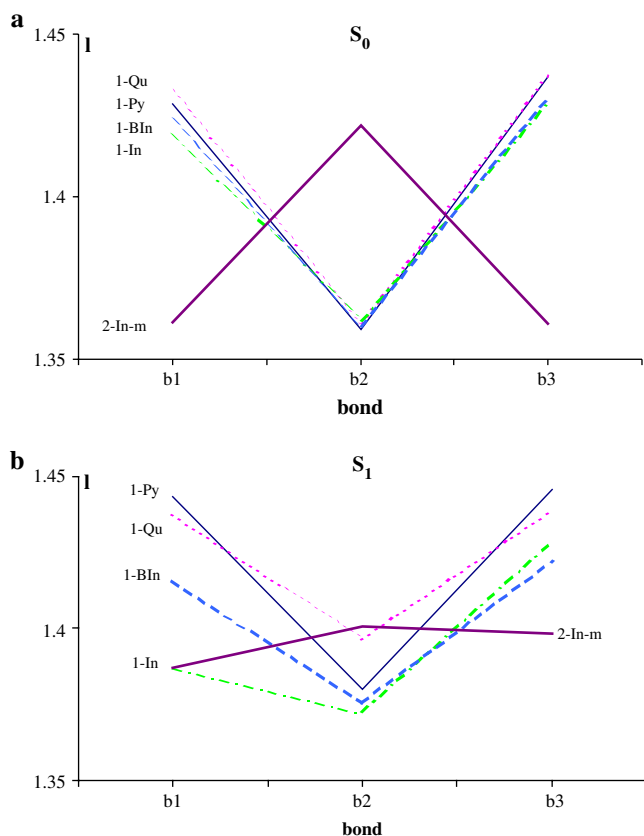 a
1.45
l
S0
1-Qu
1-Py
1-BIn
1-In
1.4
2-In-m
1.35
b1
b2
b3
bond
b
1.45
l
S1
1-Py
1-Qu
1-BIn
1.4
2-In-m
1-In
1.35
b1
b2
b3
bond